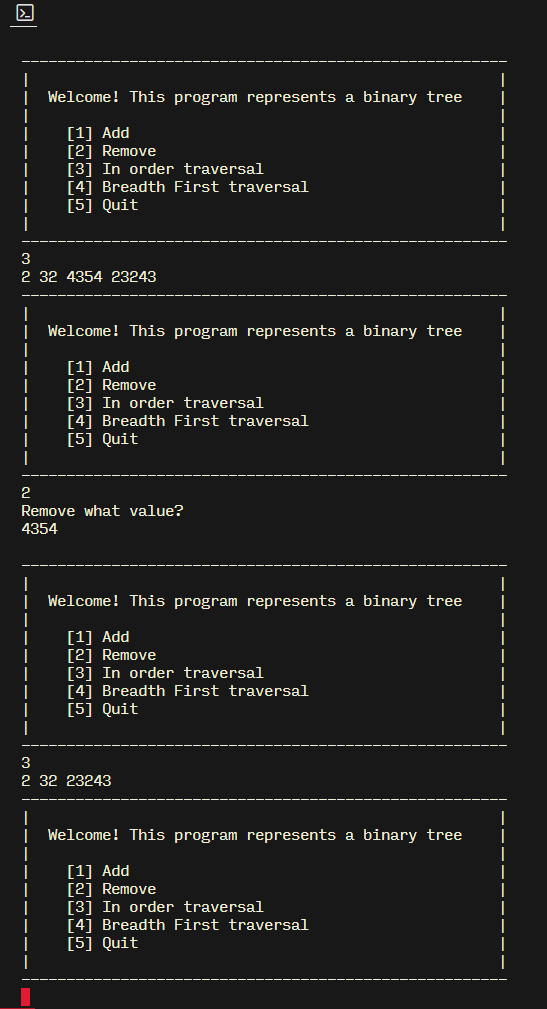 --------------------------------------------------
|                                                    |
|  Welcome! This program represents a binary tree    |
|                                                    |
|    [1] Add                                         |
|    [2] Remove                                      |
|    [3] In order traversal                          |
|    [4] Breadth First traversal                     |
|    [5] Quit                                        |
|                                                    |
--------------------------------------------------
3
2 32 4354 23243
--------------------------------------------------
|                                                    |
|  Welcome! This program represents a binary tree    |
|                                                    |
|    [1] Add                                         |
|    [2] Remove                                      |
|    [3] In order traversal                          |
|    [4] Breadth First traversal                     |
|    [5] Quit                                        |
|                                                    |
--------------------------------------------------
2
Remove what value?
4354
--------------------------------------------------
|                                                    |
|  Welcome! This program represents a binary tree    |
|                                                    |
|    [1] Add                                         |
|    [2] Remove                                      |
|    [3] In order traversal                          |
|    [4] Breadth First traversal                     |
|    [5] Quit                                        |
|                                                    |
--------------------------------------------------
3
2 32 23243
--------------------------------------------------
|                                                    |
|  Welcome! This program represents a binary tree    |
|                                                    |
|    [1] Add                                         |
|    [2] Remove                                      |
|    [3] In order traversal                          |
|    [4] Breadth First traversal                     |
|    [5] Quit                                        |
|                                                    |
--------------------------------------------------